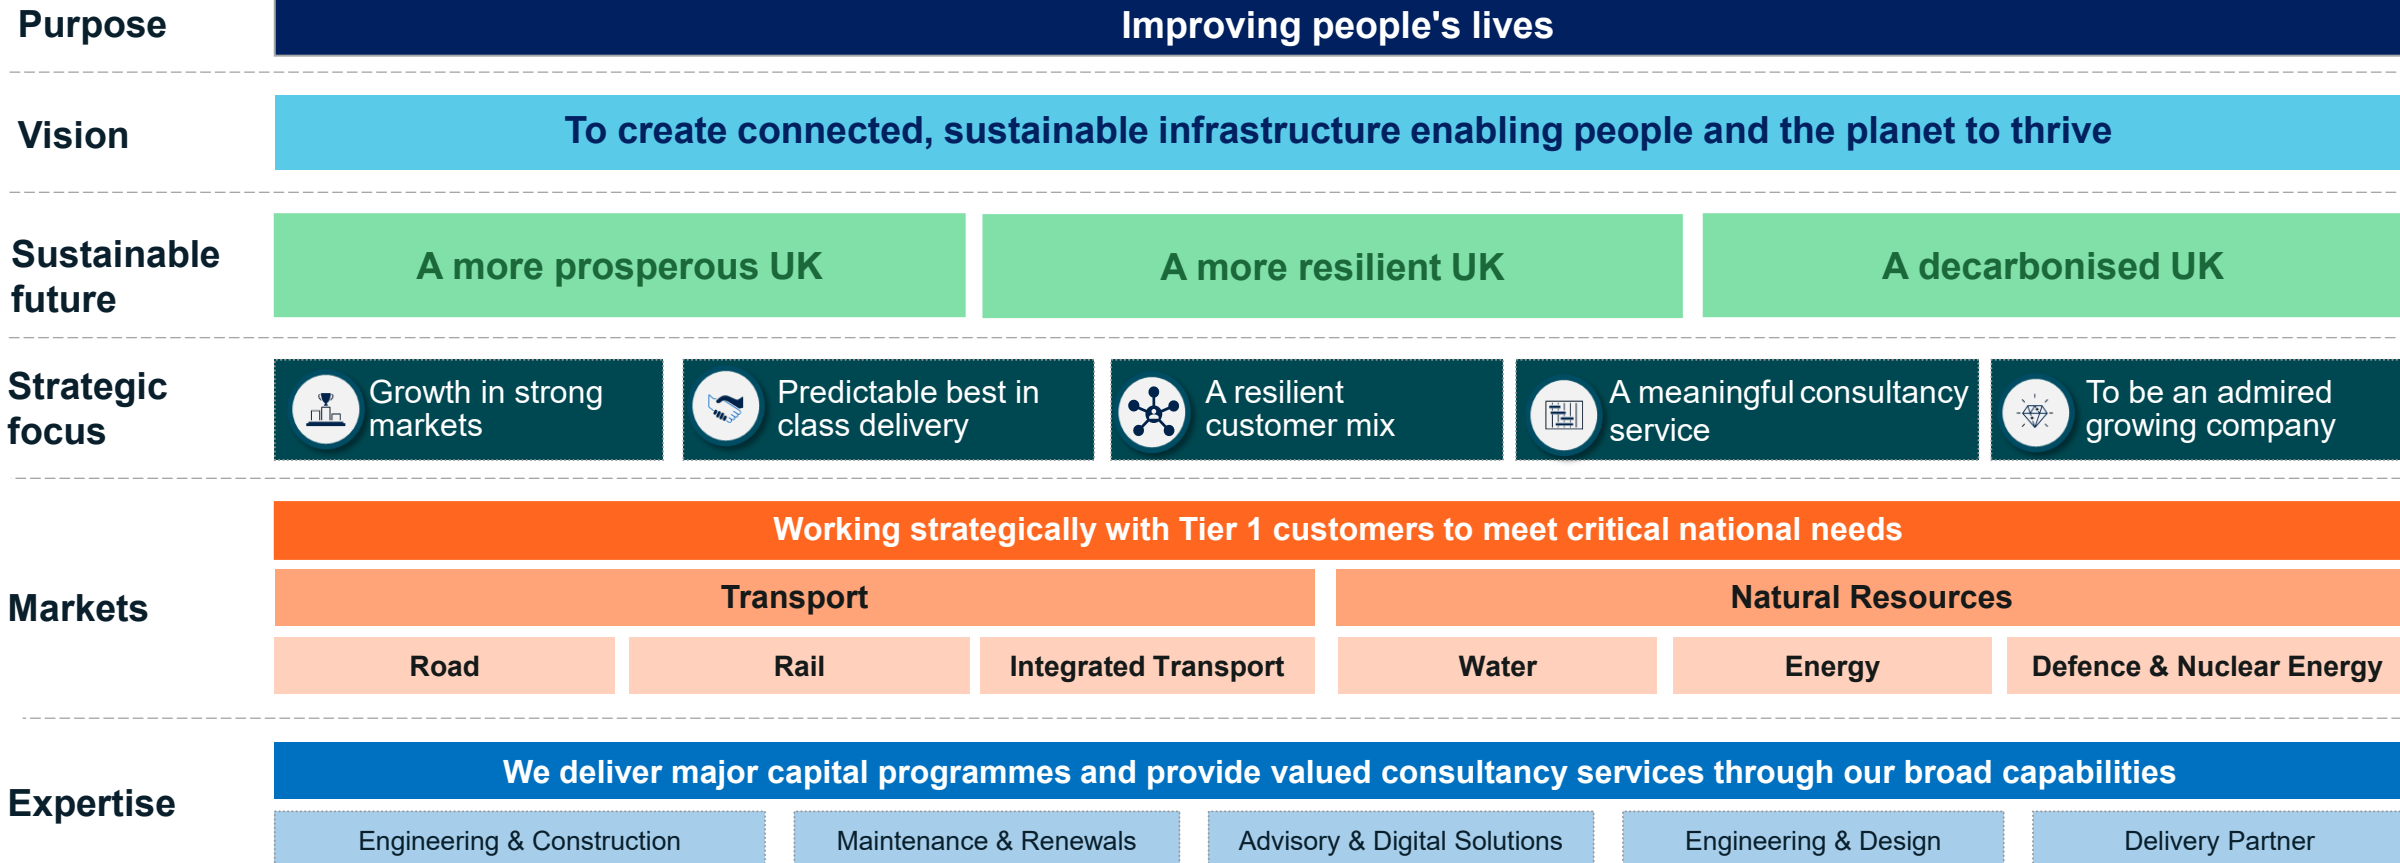 Purpose
Improving people's lives
Vision
To create connected, sustainable infrastructure enabling people and the planet to thrive
Sustainable
future
A more prosperous UK
A more resilient UK
A decarbonised UK
Strategic
focus
Growth in strong
markets
Predictable best in
class delivery
A resilient
customer mix
A meaningful consultancy
service
To be an admired
growing company
Markets
Working strategically with Tier 1 customers to meet critical national needs
Transport
Natural Resources
Road
Rail
Integrated Transport
Water
Energy
Defence & Nuclear Energy
Expertise
We deliver major capital programmes and provide valued consultancy services through our broad capabilities
Engineering & Construction
Maintenance & Renewals
Advisory & Digital Solutions
Engineering & Design
Delivery Partner